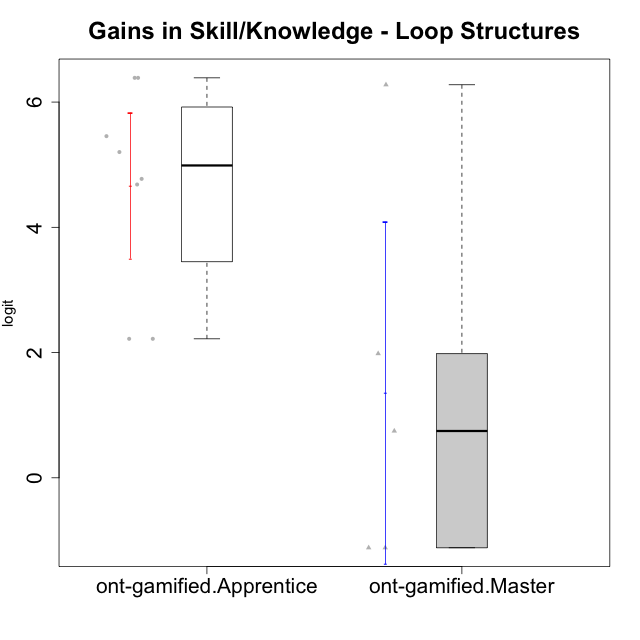 Gains in Skill/Knowledge - Loop Structures
6
4
2
0
logit
ont-gamified.Apprentice
ont-gamified.Master